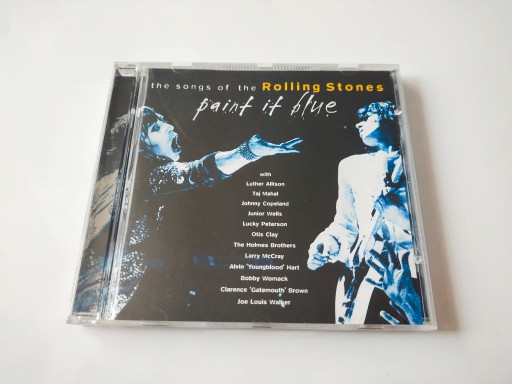 the songs of the Rolling Stones
paint it blue
with
Luther Allison
Taj Mahal
Johnny Copeland
Junior Wells
Lucky Peterson
Otis Clay
The Holmes Brothers
Larry McCray
Alvin 'Youngblood' Hart
Bobby Womack
Clarence 'Gatemouth' Brown
Joe Louis Walker